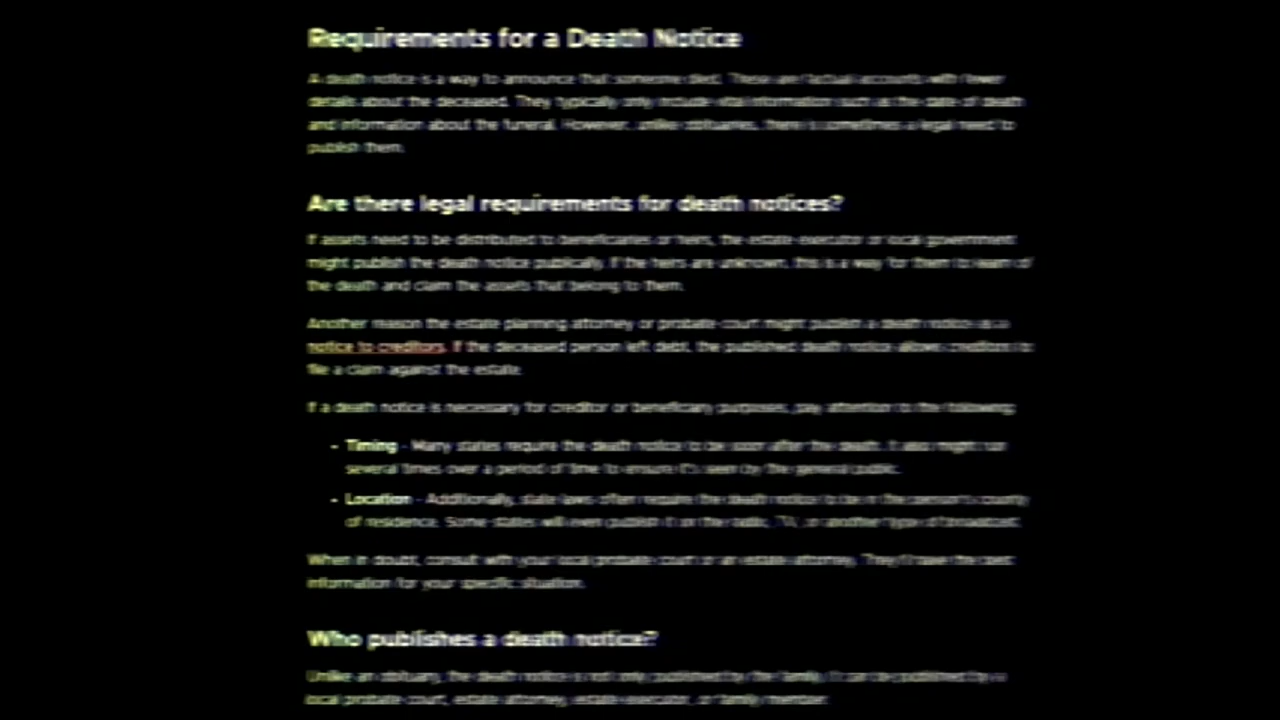 Requirements for a Death Notice
A death notice is a way to announce that someone died. These are factual accounts with fewer
details about the deceased. They typically only include vital information such as the date of death
and information about the funeral. However, unlike obituaries, there is sometimes a legal need to
publish them.
Are there legal requirements for death notices?
If assets need to be distributed to beneficiaries or heirs, the estate executor or local government
might publish the death notice publically. If the heirs are unknown, this is a way for them to learn of
the death and claim the assets that belong to them.
Another reason the estate planning attorney or probate court might publish a death notice as a
notice to creditors. If the deceased person left debt, the published death notice allows creditors to
file a claim against the estate.
If a death notice is necessary for creditor or beneficiary purposes, pay attention to the following:
- Timing - Many states require the death notice to be soon after the death. It also might run
several times over a period of time to ensure it's seen by the general public.
- Location - Additionally, state laws often require the death notice to be in the person's county
of residence. Some states will even publish it on the radio, TV, or another type of broadcast.
When in doubt, consult with your local probate court or an estate attorney. They'll have the best
information for your specific situation.
Who publishes a death notice?
Unlike an obituary, the death notice is not only published by the family. It can be published by a
local probate court, estate attorney, estate executor, or family member.